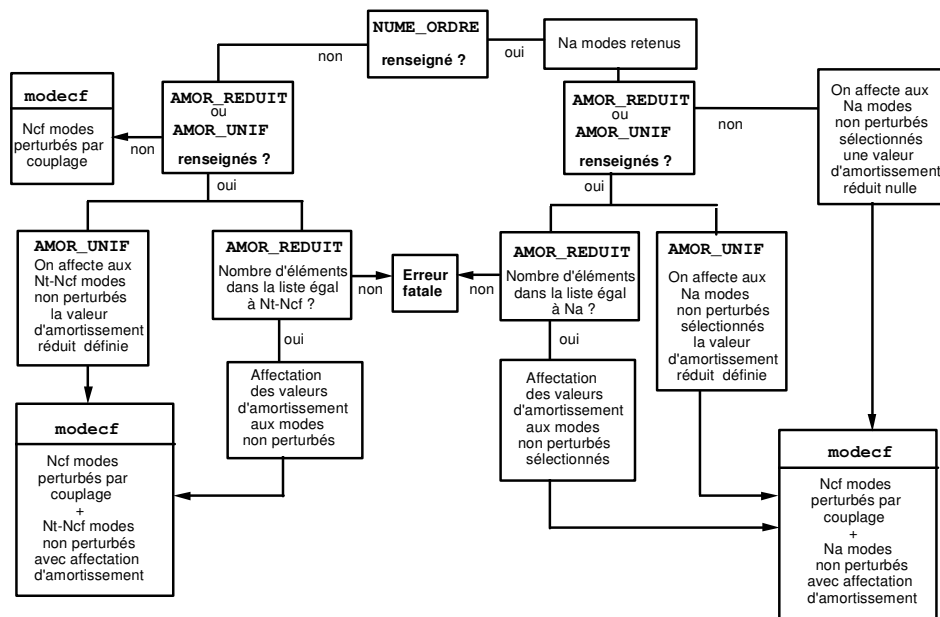 NUME_ORDRE
renseigné ?
non
oui
Na modes retenus
modecf
Ncf modes
perturbés par
couplage
non
AMOR_REDUIT
ou
AMOR_UNIF
renseignés ?
oui
AMOR_REDUIT
ou
AMOR_UNIF
renseignés ?
non
oui
On affecte aux
Na modes
non perturbés
sélectionnés
une valeur
d'amortissement
réduit nulle
AMOR_UNIF
On affecte aux
Nt-Ncf modes
non perturbés
la valeur
d'amortissement
réduit définie
AMOR_REDUIT
Nombre d'éléments
dans la liste égal
à Nt-Ncf ?
non
oui
Erreur
fatale
non
AMOR_REDUIT
Nombre d'éléments
dans la liste égal
à Na ?
oui
AMOR_UNIF
On affecte aux
Na modes
non perturbés
sélectionnés
la valeur
d'amortissement
réduit définie
Affectation
des valeurs
d'amortissement
aux modes
non perturbés
Affectation
des valeurs
d'amortissement
aux modes
non perturbés
sélectionnés
modecf
Ncf modes
perturbés par
couplage
+
Nt-Ncf modes
non perturbés
avec affectation
d'amortissement
modecf
Ncf modes
perturbés par
couplage
+
Na modes
non perturbés
avec affectation
d'amortissement